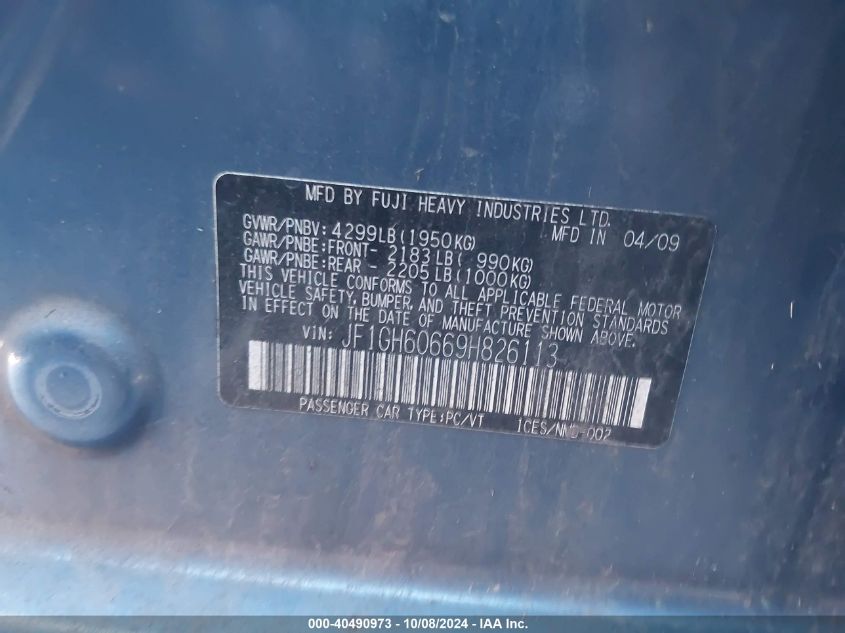 MFD BY FUJI HEAVY INDUSTRIES LTD.
GVWR/PNBV: 4299LB(1950KG) MFD IN 04/09
GAWR/PNBE:FRONT- 2183LB( 990KG)
GAWR/PNBE:REAR - 2205LB(1000KG)
THIS VEHICLE CONFORMS TO ALL APPLICABLE FEDERAL MOTOR
VEHICLE SAFETY, BUMPER, AND THEFT PREVENTION STANDARDS
IN EFFECT ON THE DATE OF MANUFACTURE SHOWN ABOVE.
VIN: JF1GH60669H826113
PASSENGER CAR TYPE:PC/VT ICES/NMB-002
000-40490973 - 10/08/2024 - IAA Inc.